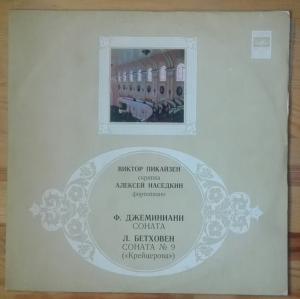 ВИКТОР ПИКАЙЗЕН
скрипка
АЛЕКСЕЙ НАСЕДКИН
фортепиано
Ф. ДЖЕМИНИАНИ
СОНАТА
Л. БЕТХОВЕН
СОНАТА № 9
(«Крейцерова»)